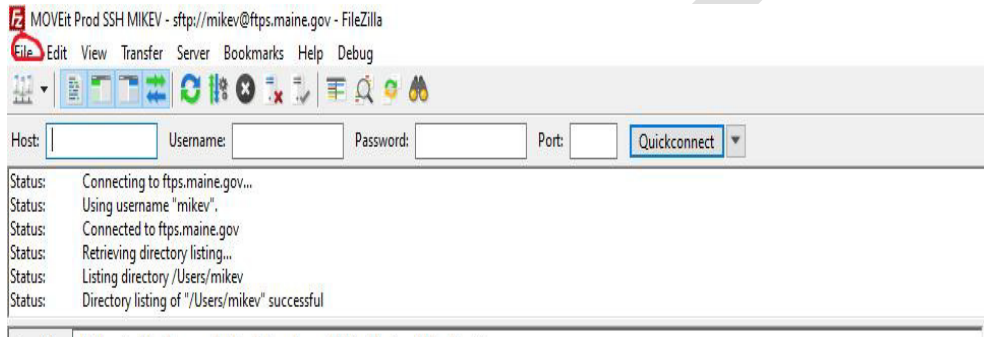 MOVEit Prod SSH MIKEV - sftp://mikev@ftps.maine.gov - FileZilla
File Edit View Transfer Server Bookmarks Help Debug
Host: Username: Password: Port: Quickconnect
Status: Connecting to ftps.maine.gov...
Status: Using username "mikev".
Status: Connected to ftps.maine.gov
Status: Retrieving directory listing...
Status: Listing directory /Users/mikev
Status: Directory listing of "/Users/mikev" successful